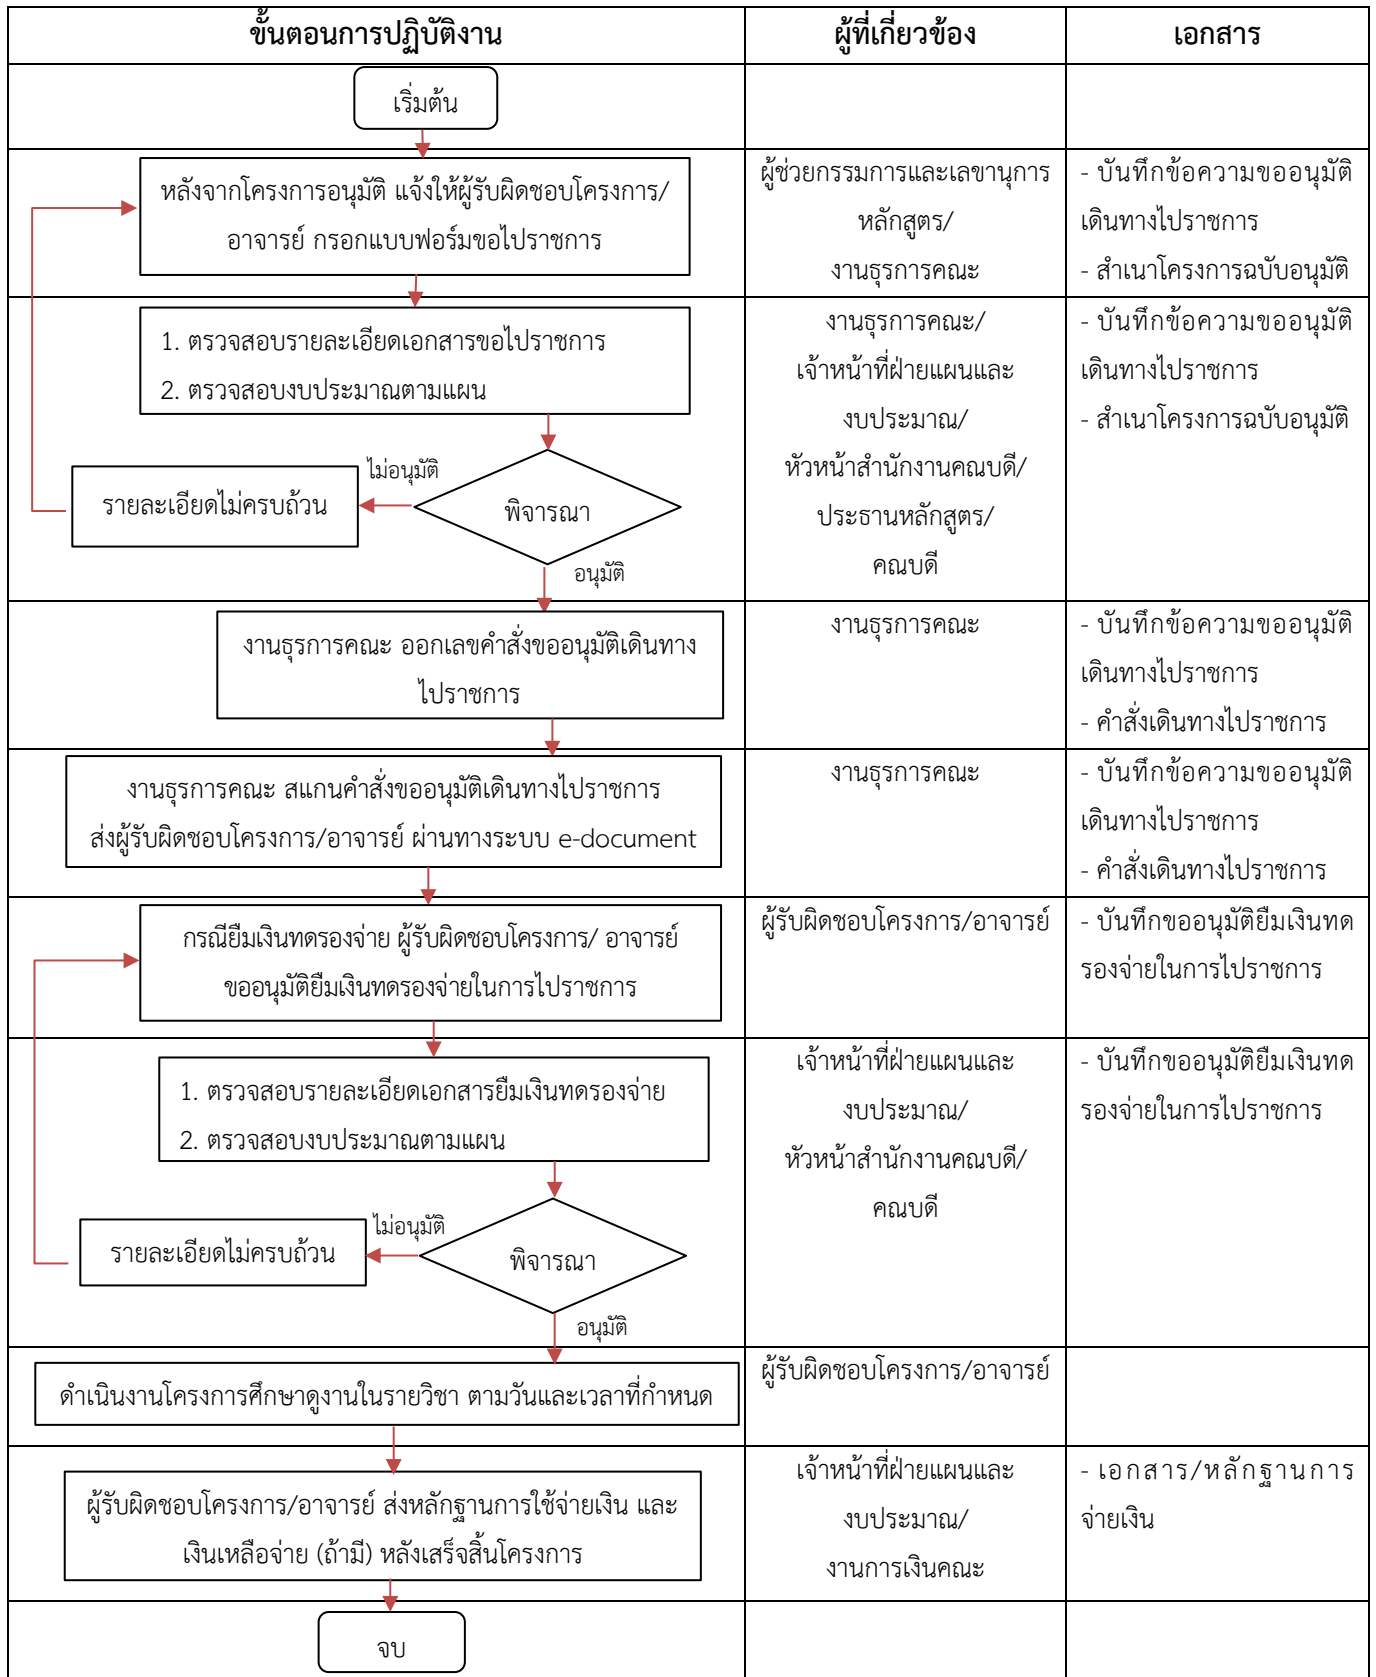 ขั้นตอนการปฏิบัติงาน
ผู้ที่เกี่ยวข้อง
เอกสาร
เริ่มต้น
หลังจากโครงการอนุมัติ แจ้งให้ผู้รับผิดชอบโครงการ/
อาจารย์ กรอกแบบฟอร์มขอไปราชการ
ผู้ช่วยกรรมการและเลขานุการ
หลักสูตร/
งานธุรการคณะ
- บันทึกข้อความขออนุมัติ
เดินทางไปราชการ
- สำเนาโครงการฉบับอนุมัติ
1. ตรวจสอบรายละเอียดเอกสารขอไปราชการ
2. ตรวจสอบงบประมาณตามแผน
ไม่อนุมัติ
รายละเอียดไม่ครบถ้วน
พิจารณา
อนุมัติ
งานธุรการคณะ/
เจ้าหน้าที่ฝ่ายแผนและ
งบประมาณ/
หัวหน้าสำนักงานคณบดี/
ประธานหลักสูตร/
คณบดี
- บันทึกข้อความขออนุมัติ
เดินทางไปราชการ
- สำเนาโครงการฉบับอนุมัติ
งานธุรการคณะ ออกเลขคำสั่งขออนุมัติเดินทาง
ไปราชการ
งานธุรการคณะ
- บันทึกข้อความขออนุมัติ
เดินทางไปราชการ
- คำสั่งเดินทางไปราชการ
งานธุรการคณะ สแกนคำสั่งขออนุมัติเดินทางไปราชการ
ส่งผู้รับผิดชอบโครงการ/อาจารย์ ผ่านทางระบบ e-document
งานธุรการคณะ
- บันทึกข้อความขออนุมัติ
เดินทางไปราชการ
- คำสั่งเดินทางไปราชการ
กรณียืมเงินทดรองจ่าย ผู้รับผิดชอบโครงการ/ อาจารย์
ขออนุมัติยืมเงินทดรองจ่ายในการไปราชการ
ผู้รับผิดชอบโครงการ/อาจารย์
- บันทึกขออนุมัติยืมเงินทด
รองจ่ายในการไปราชการ
1. ตรวจสอบรายละเอียดเอกสารยืมเงินทดรองจ่าย
2. ตรวจสอบงบประมาณตามแผน
ไม่อนุมัติ
รายละเอียดไม่ครบถ้วน
พิจารณา
อนุมัติ
เจ้าหน้าที่ฝ่ายแผนและ
งบประมาณ/
หัวหน้าสำนักงานคณบดี/
คณบดี
- บันทึกขออนุมัติยืมเงินทด
รองจ่ายในการไปราชการ
ดำเนินงานโครงการศึกษาดูงานในรายวิชา ตามวันและเวลาที่กำหนด
ผู้รับผิดชอบโครงการ/อาจารย์
ผู้รับผิดชอบโครงการ/อาจารย์ ส่งหลักฐานการใช้จ่ายเงิน และ
เงินเหลือจ่าย (ถ้ามี) หลังเสร็จสิ้นโครงการ
เจ้าหน้าที่ฝ่ายแผนและ
งบประมาณ/
งานการเงินคณะ
- เอกสาร/หลักฐานการ
จ่ายเงิน
จบ